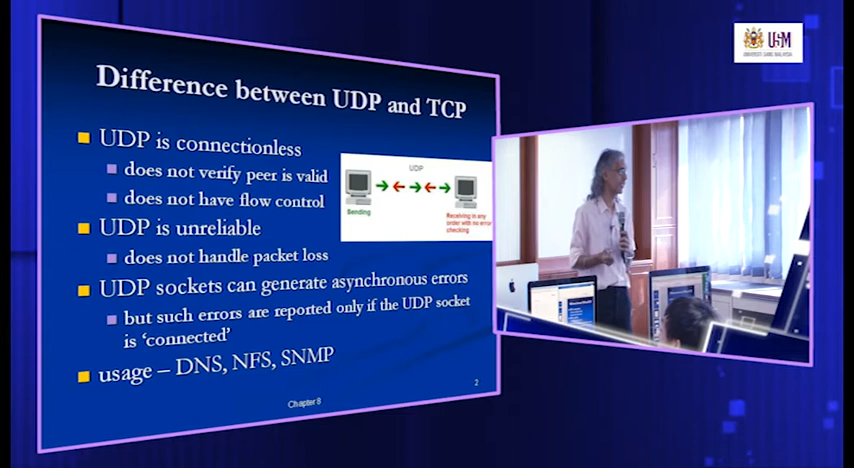 USM
UNIVERSITI SAINS MALAYSIA
Difference between UDP and TCP
UDP is connectionless
does not verify peer is valid
does not have flow control
UDP is unreliable
does not handle packet loss
UDP sockets can generate asynchronous errors
but such errors are reported only if the UDP socket
is ‘connected’
usage – DNS, NFS, SNMP
UDP
Sending
Receiving in any
order with no error
checking
Chapter 8
2